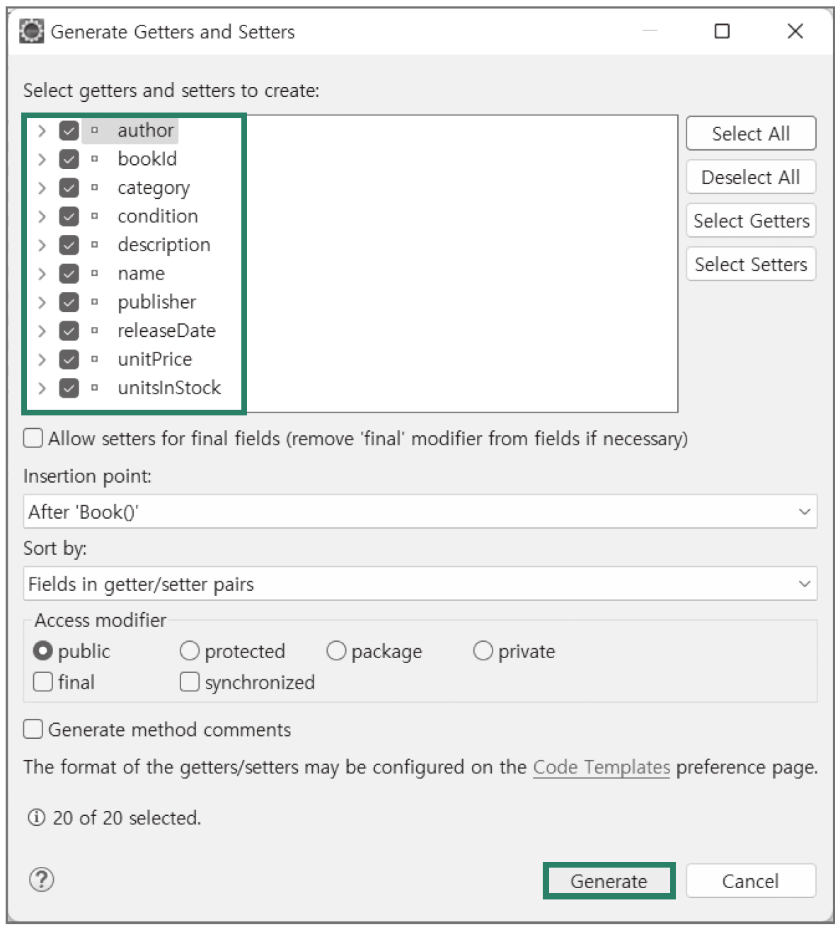 Generate Getters and Setters
Select getters and setters to create:
author
bookId
category
condition
description
name
publisher
releaseDate
unitPrice
unitsInStock
Select All
Deselect All
Select Getters
Select Setters
Allow setters for final fields (remove 'final' modifier from fields if necessary)
Insertion point:
After 'Book()'
Sort by:
Fields in getter/setter pairs
Access modifier
public protected package private
final synchronized
Generate method comments
The format of the getters/setters may be configured on the Code Templates preference page.
20 of 20 selected.
Generate Cancel